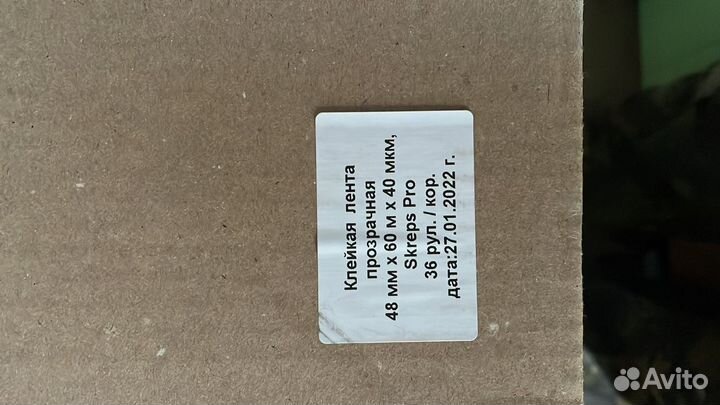 Клейкая лента
прозрачная
48 мм х 60 м х 40 мкм,
Skreps Pro
36 рул. / кор.
дата:27.01.2022 г.
Avito